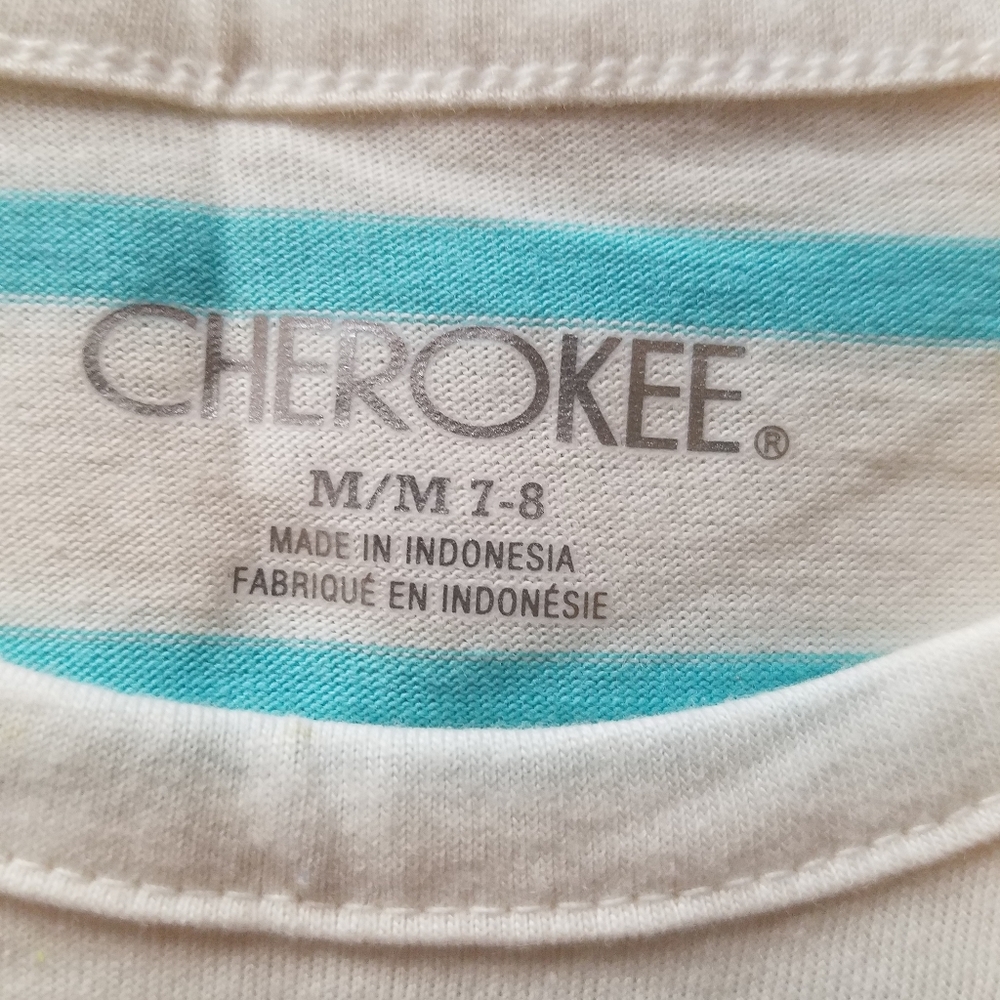 CHEROKEE®
M/M 7-8
MADE IN INDONESIA
FABRIQUÉ EN INDONÉSIE